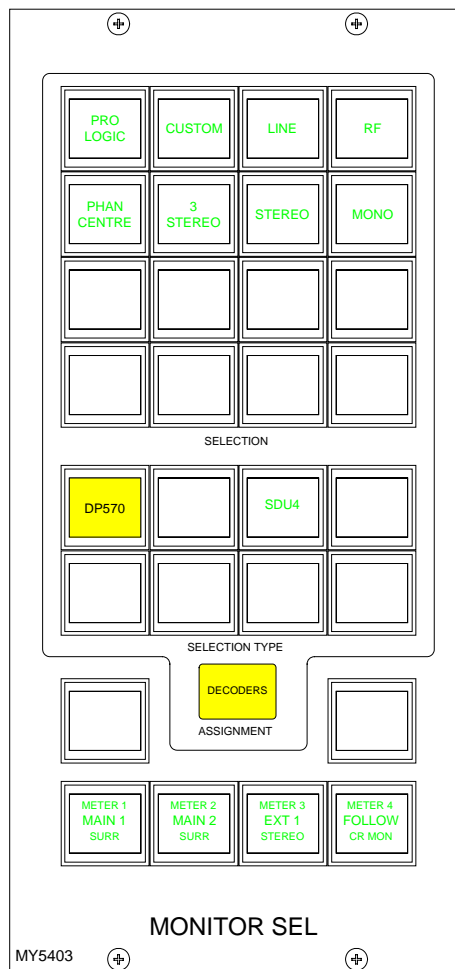 PRO
LOGIC
CUSTOM
LINE
RF
PHAN
CENTRE
3
STEREO
STEREO
MONO
SELECTION
DP570
SDU4
SELECTION TYPE
DECODERS
ASSIGNMENT
METER 1
MAIN 1
SURR
METER 2
MAIN 2
SURR
METER 3
EXT 1
STEREO
METER 4
FOLLOW
CR MON
MONITOR SEL
MY5403